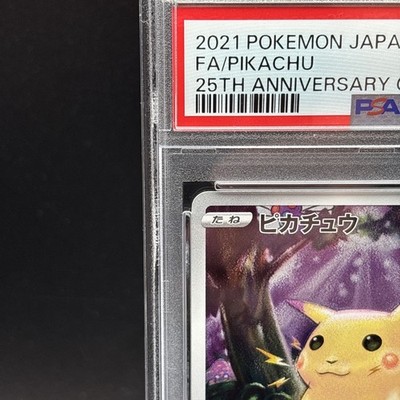 2021 POKEMON JAPA
FA/PIKACHU
25TH ANNIVERSARY
PSA
たね
ピカチュウ